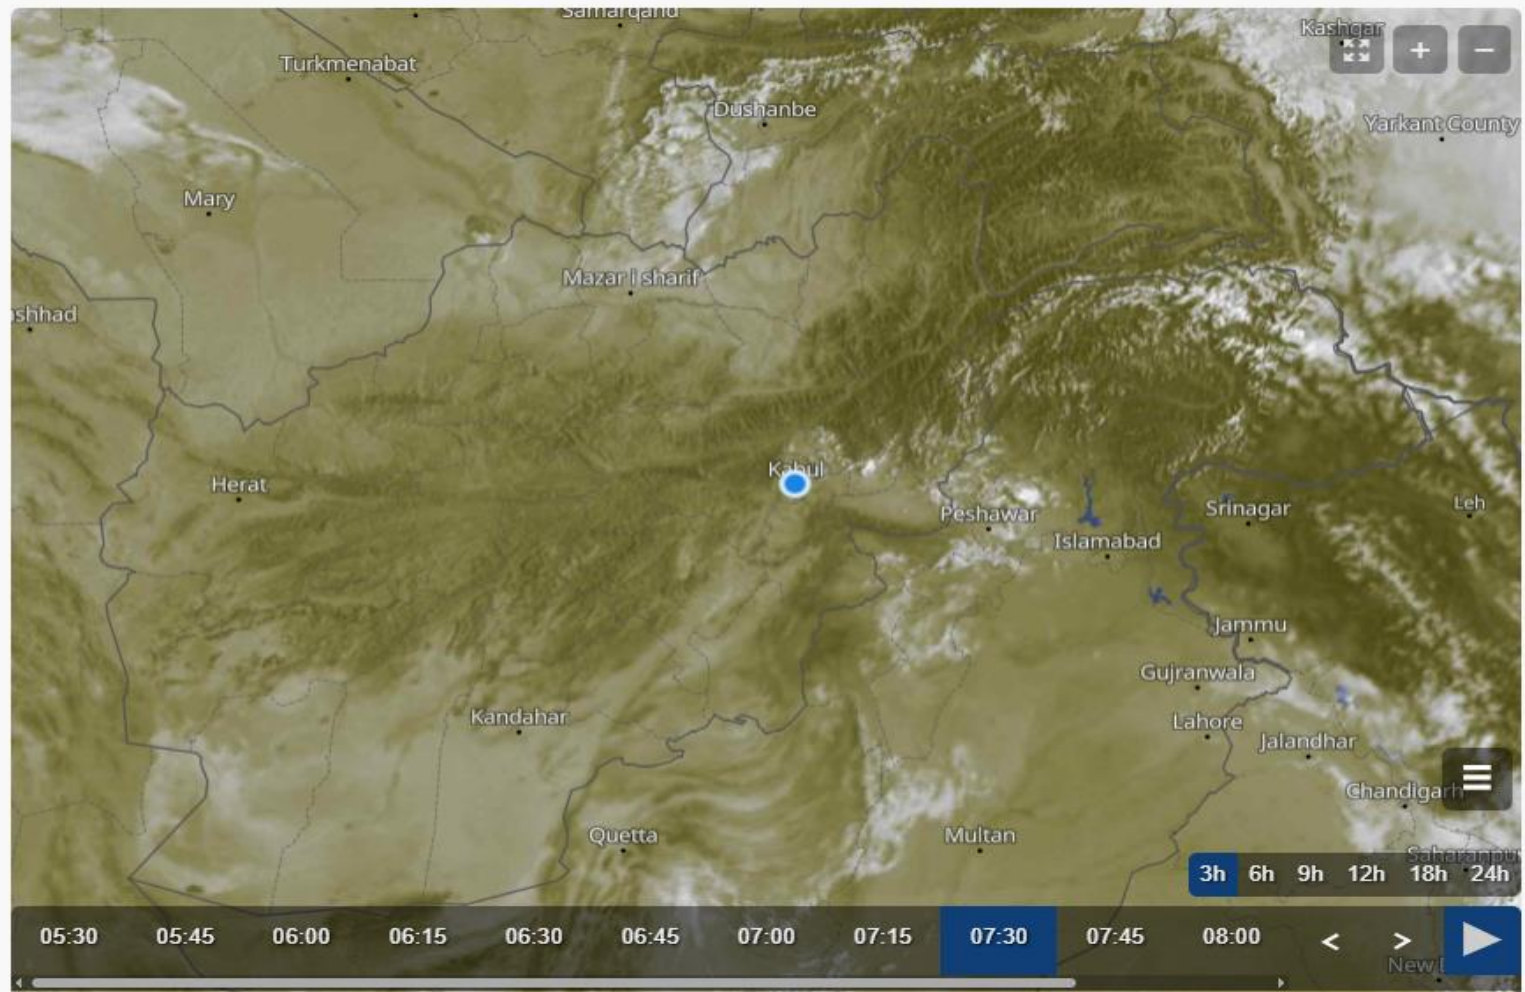 Samarqand
Kashgar
Turkmenabat
Dushanbe
Yarkant County
Mary
Mazar i sharif
shhad
Kabul
Herat
Peshawar
Srinagar
Leh
Islamabad
Jammu
Gujranwala
Kandahar
Lahore
Jalandhar
Chandigarh
Quetta
Multan
Saharanpu
3h 6h 9h 12h 18h 24h
05:30 05:45 06:00 06:15 06:30 06:45 07:00 07:15 07:30 07:45 08:00 < >
New